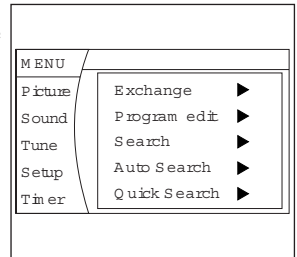 MENU
Picture
Sound
Tune
Setup
Timer
Exchange ▶
Program edit ▶
Search ▶
Auto Search ▶
Quick Search ▶